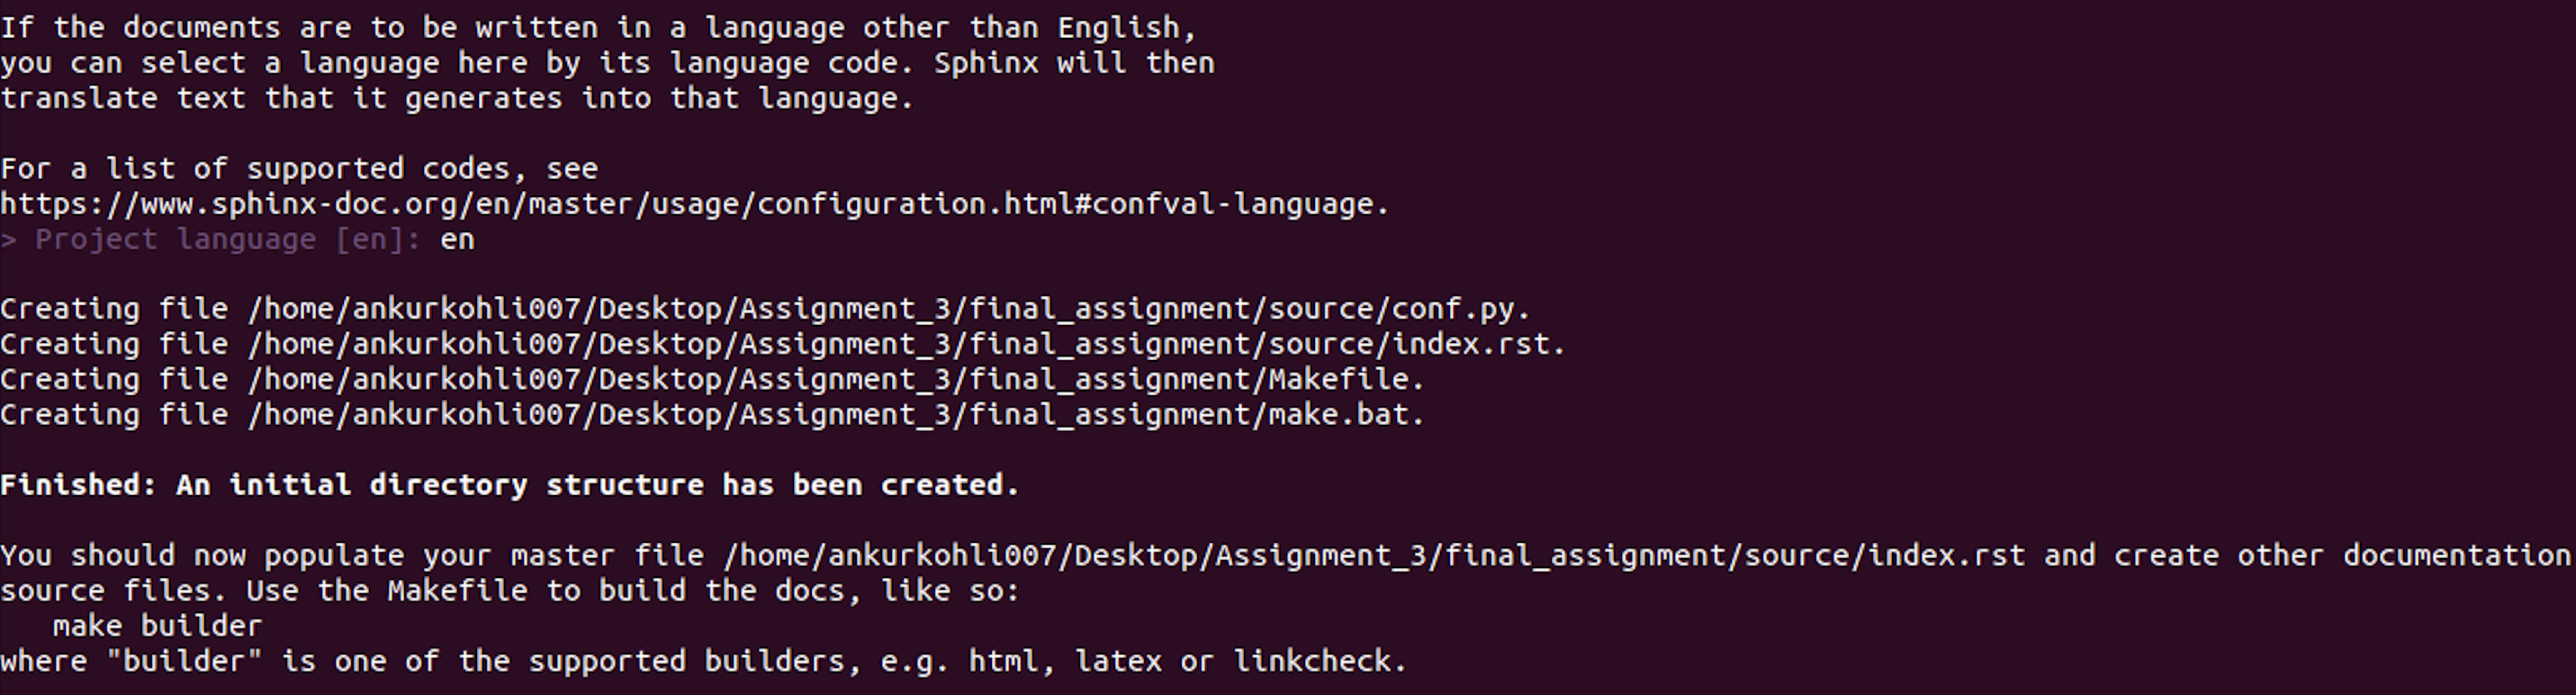 If the documents are to be written in a language other than English,
you can select a language here by its language code. Sphinx will then
translate text that it generates into that language.
For a list of supported codes, see
https://www.sphinx-doc.org/en/master/usage/configuration.html#confval-language.
> Project language [en]: en
Creating file /home/ankurkohli007/Desktop/Assignment_3/final_assignment/source/conf.py.
Creating file /home/ankurkohli007/Desktop/Assignment_3/final_assignment/source/index.rst.
Creating file /home/ankurkohli007/Desktop/Assignment_3/final_assignment/Makefile.
Creating file /home/ankurkohli007/Desktop/Assignment_3/final_assignment/make.bat.
Finished: An initial directory structure has been created.
You should now populate your master file /home/ankurkohli007/Desktop/Assignment_3/final_assignment/source/index.rst and create other documentation
source files. Use the Makefile to build the docs, like so:
   make builder
where "builder" is one of the supported builders, e.g. html, latex or linkcheck.